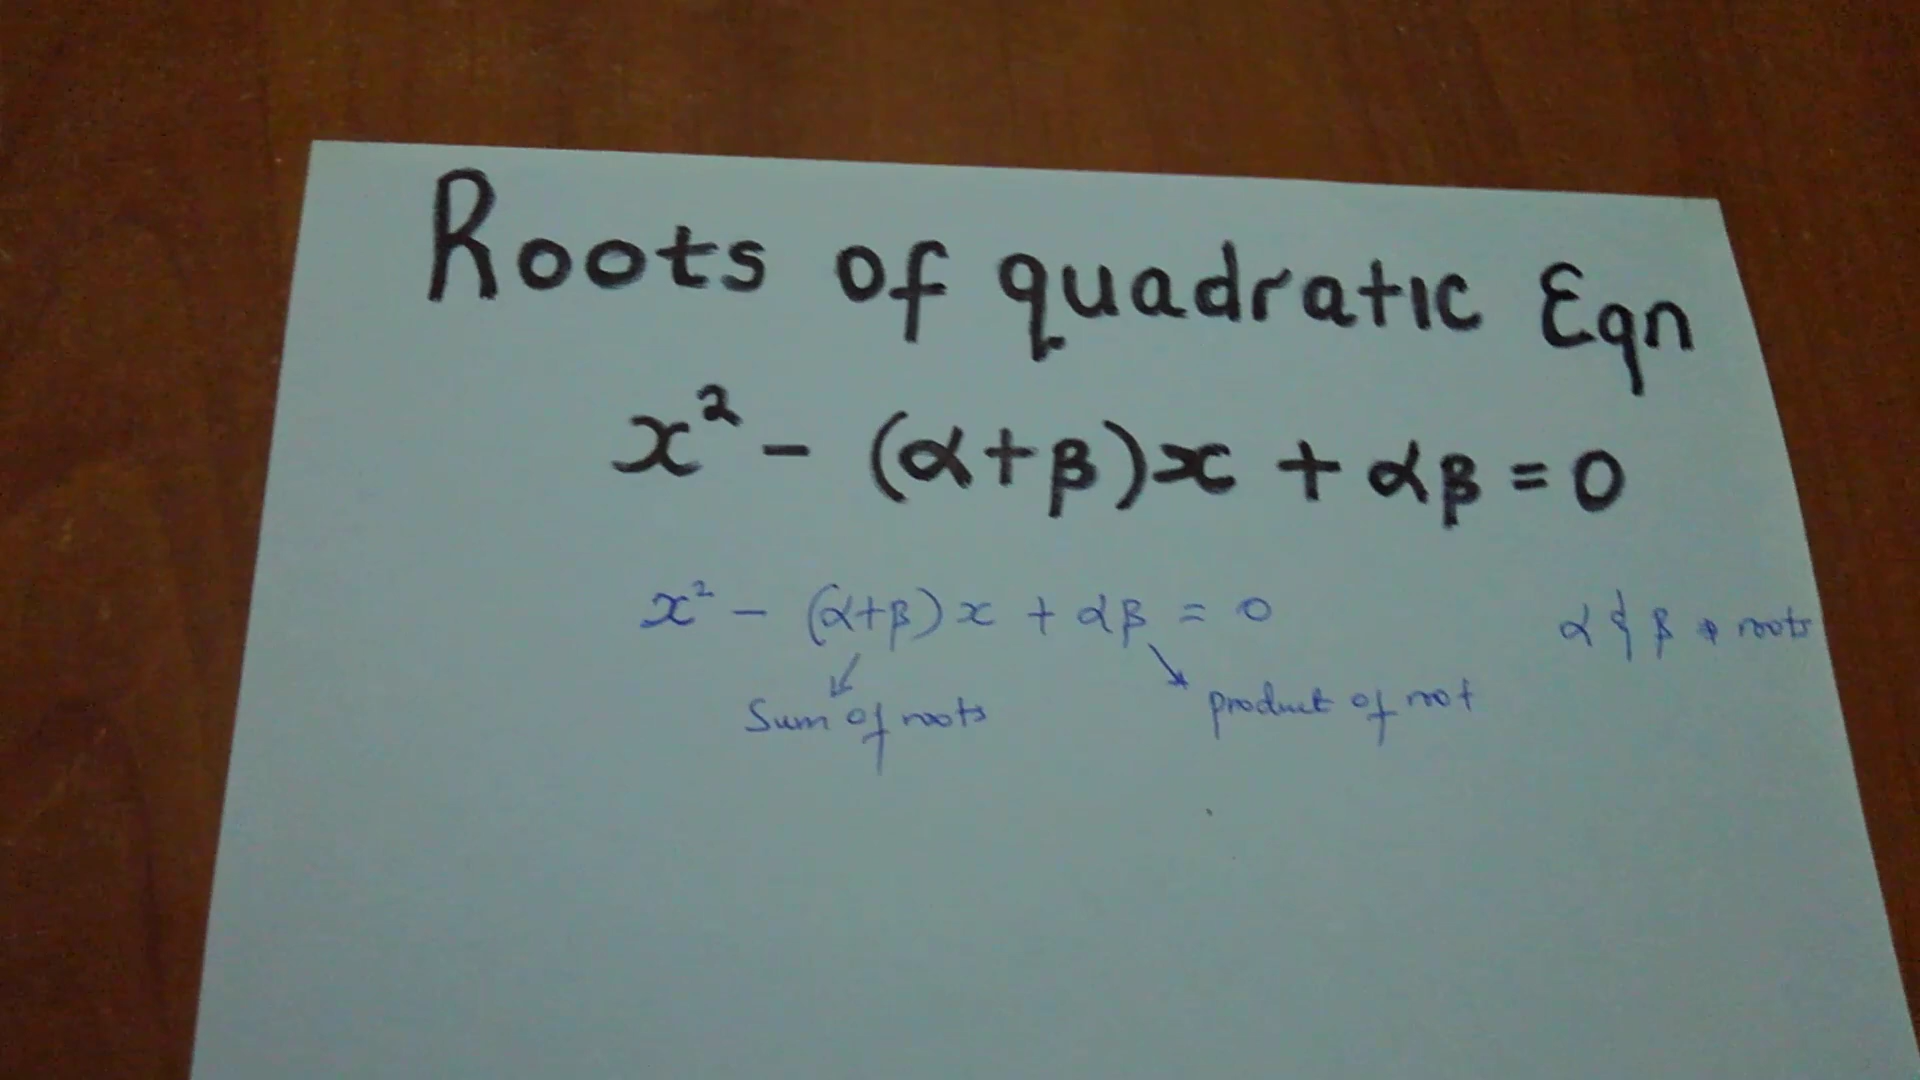 Roots of quadratic Eqn
x² - (α+β)x + αβ = 0
x² - (α+β)x + αβ = 0
α & β roots
Sum of roots
product of root